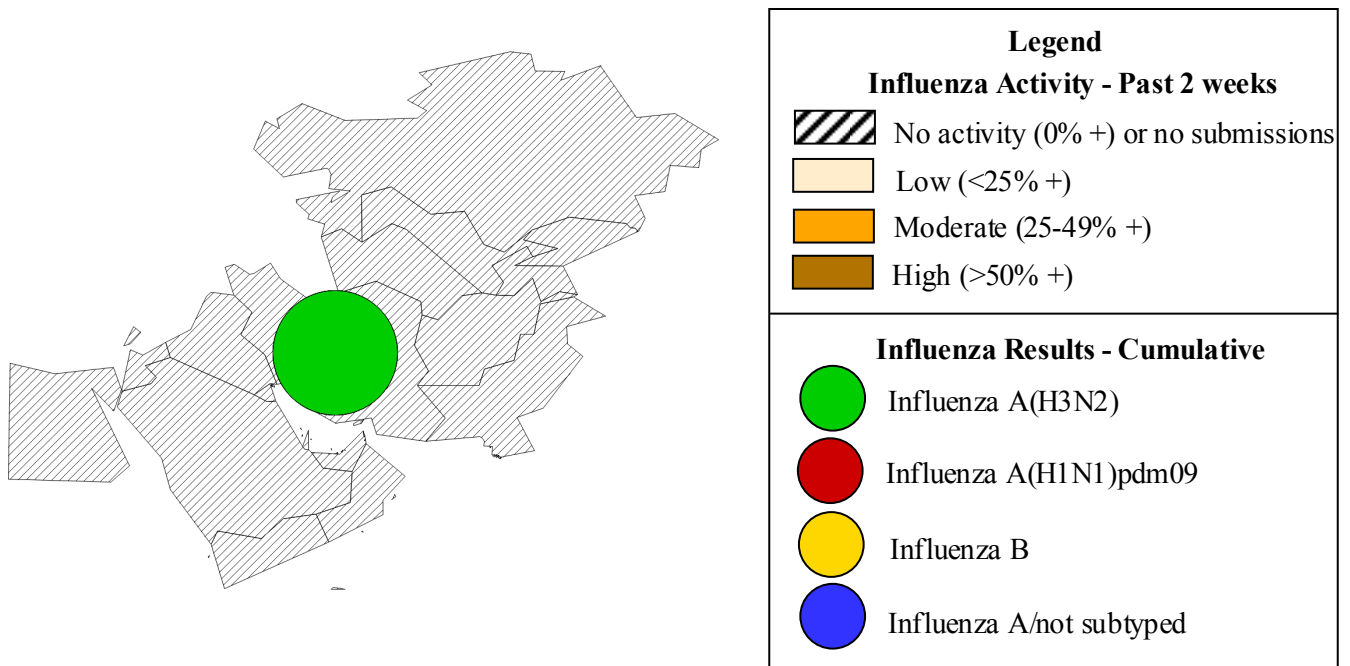 Legend
Influenza Activity - Past 2 weeks
No activity (0% +) or no submissions
Low (<25% +)
Moderate (25-49% +)
High (>50% +)
Influenza Results - Cumulative
Influenza A(H3N2)
Influenza A(H1N1)pdm09
Influenza B
Influenza A/not subtyped